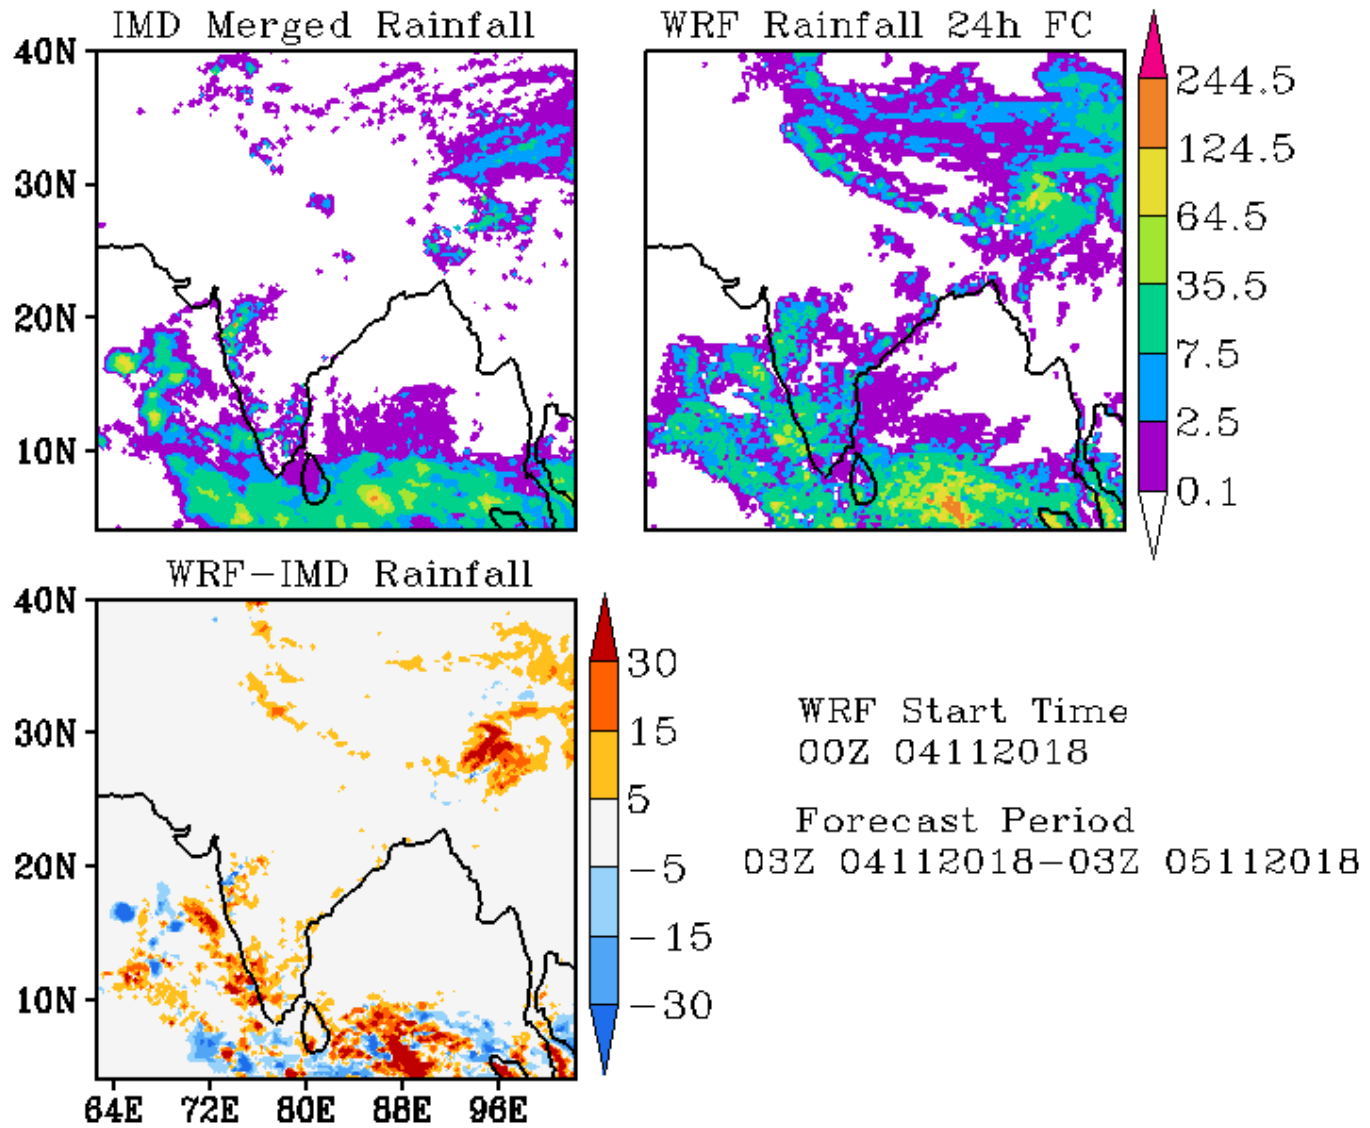 IMD Merged Rainfall
WRF Rainfall 24h FC
40N
30N
20N
10N
244.5
124.5
64.5
35.5
7.5
2.5
0.1
WRF-IMD Rainfall
40N
30N
20N
10N
64E 72E 80E 88E 96E
30
15
5
-5
-15
-30
WRF Start Time
00Z 04112018
Forecast Period
03Z 04112018-03Z 05112018